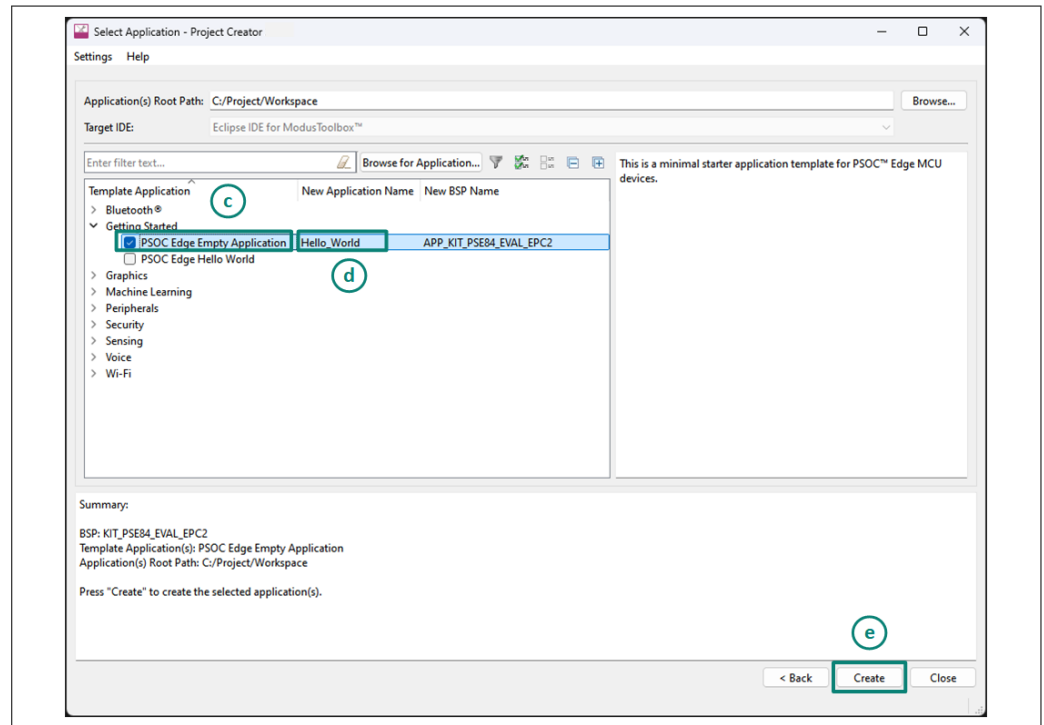 Select Application - Project Creator
Settings Help
Application(s) Root Path: C:/Project/Workspace Browse...
Target IDE: Eclipse IDE for ModusToolbox™
Enter filter text... Browse for Application...
This is a minimal starter application template for PSOC™ Edge MCU
devices.
Template Application New Application Name New BSP Name
c
> Bluetooth®
Getting Started
PSOC Edge Empty Application Hello_World APP_KIT_PSE84_EVAL_EPC2
PSOC Edge Hello World
d
> Graphics
> Machine Learning
> Peripherals
> Security
> Sensing
> Voice
> Wi-Fi
Summary:
BSP: KIT_PSE84_EVAL_EPC2
Template Application(s): PSOC Edge Empty Application
Application(s) Root Path: C:/Project/Workspace
Press "Create" to create the selected application(s).
e
< Back Create Close